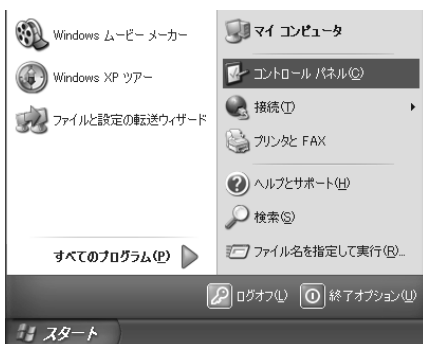 Windows ムービー メーカー
Windows XP ツアー
ファイルと設定の転送ウィザード
すべてのプログラム(P)
マイ コンピュータ
コントロール パネル(C)
接続(T)
プリンタと FAX
ヘルプとサポート(H)
検索(S)
ファイル名を指定して実行(R)...
ログオフ(L)
終了オプション(U)
スタート